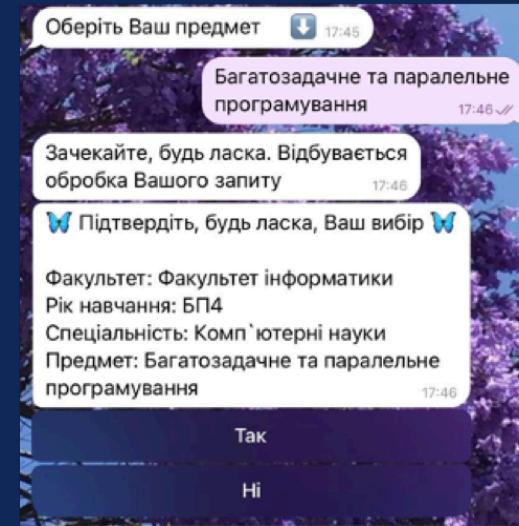 Оберіть Ваш предмет ⬇️ 17:45
Багатозадачне та паралельне
програмування 17:46
Зачекайте, будь ласка. Відбувається
обробка Вашого запиту 17:46
🦋 Підтвердіть, будь ласка, Ваш вибір 🦋
Факультет: Факультет інформатики
Рік навчання: БП4
Спеціальність: Комп`ютерні науки
Предмет: Багатозадачне та паралельне
програмування 17:46
Так
Ні